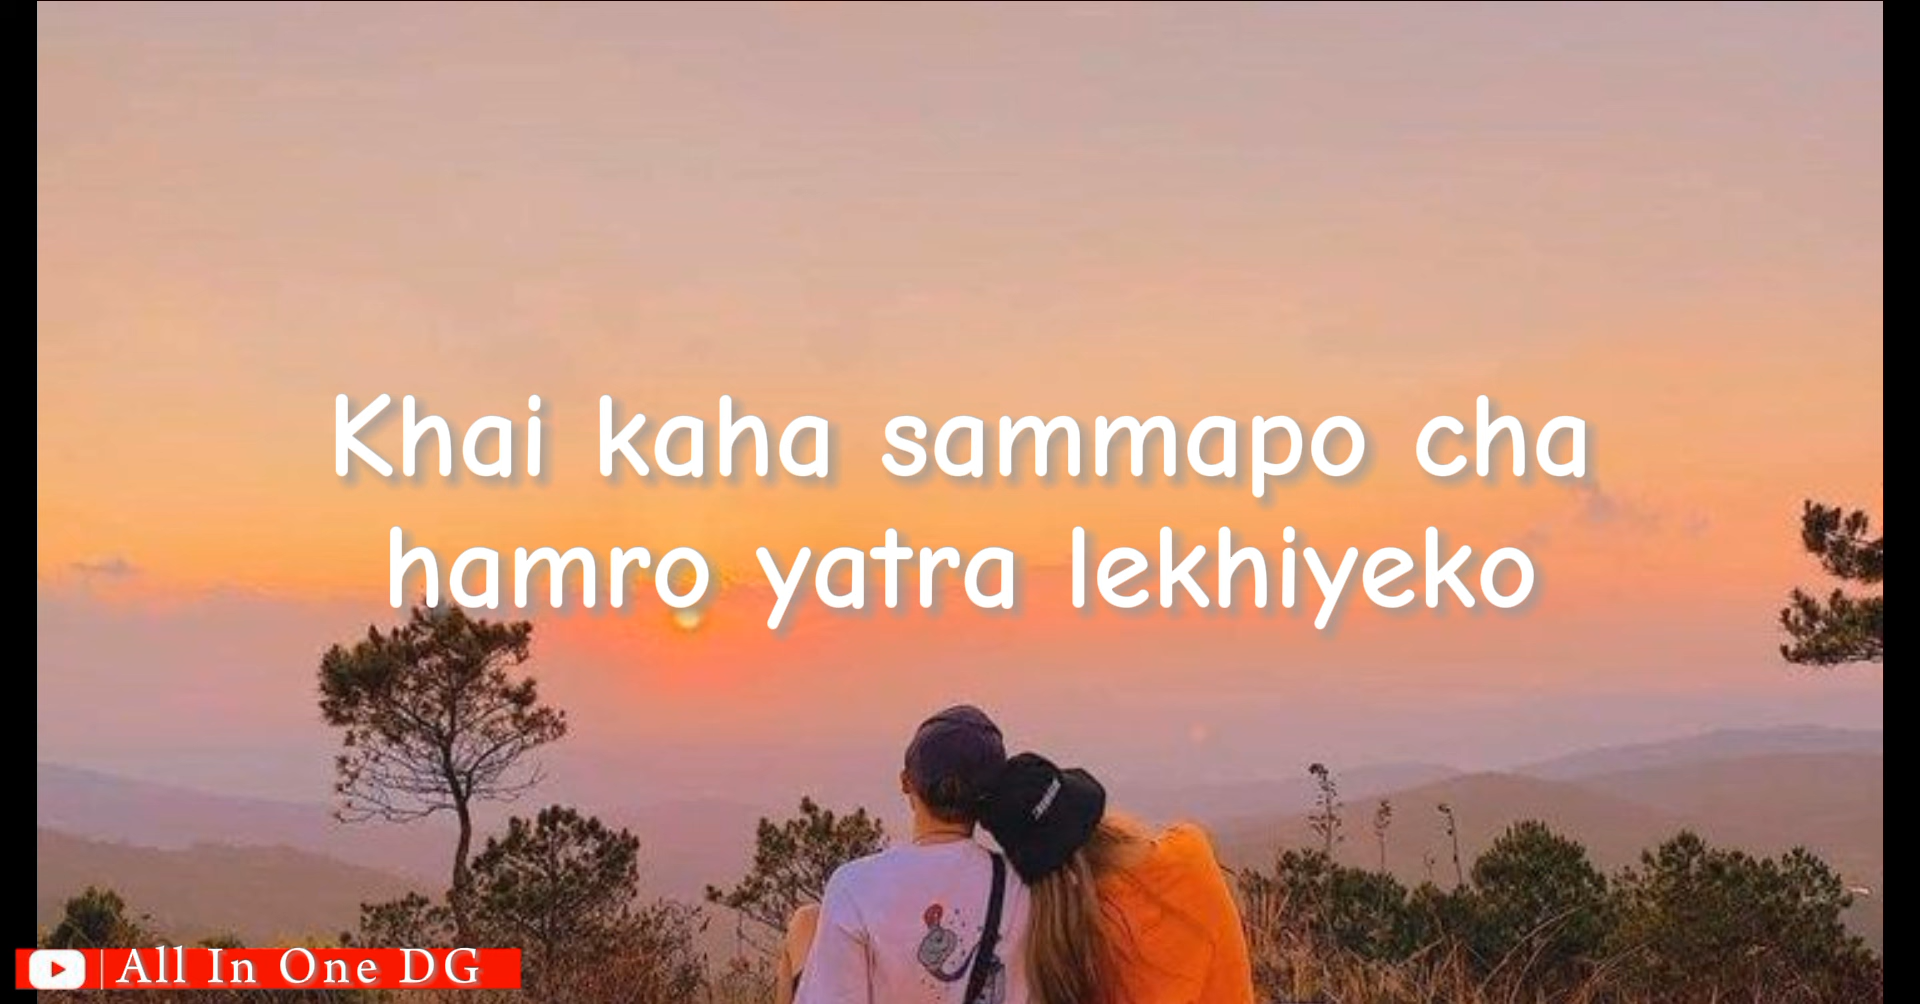 Khai kaha sammapo cha
hamro yatra lekhiyeko
All In One DG